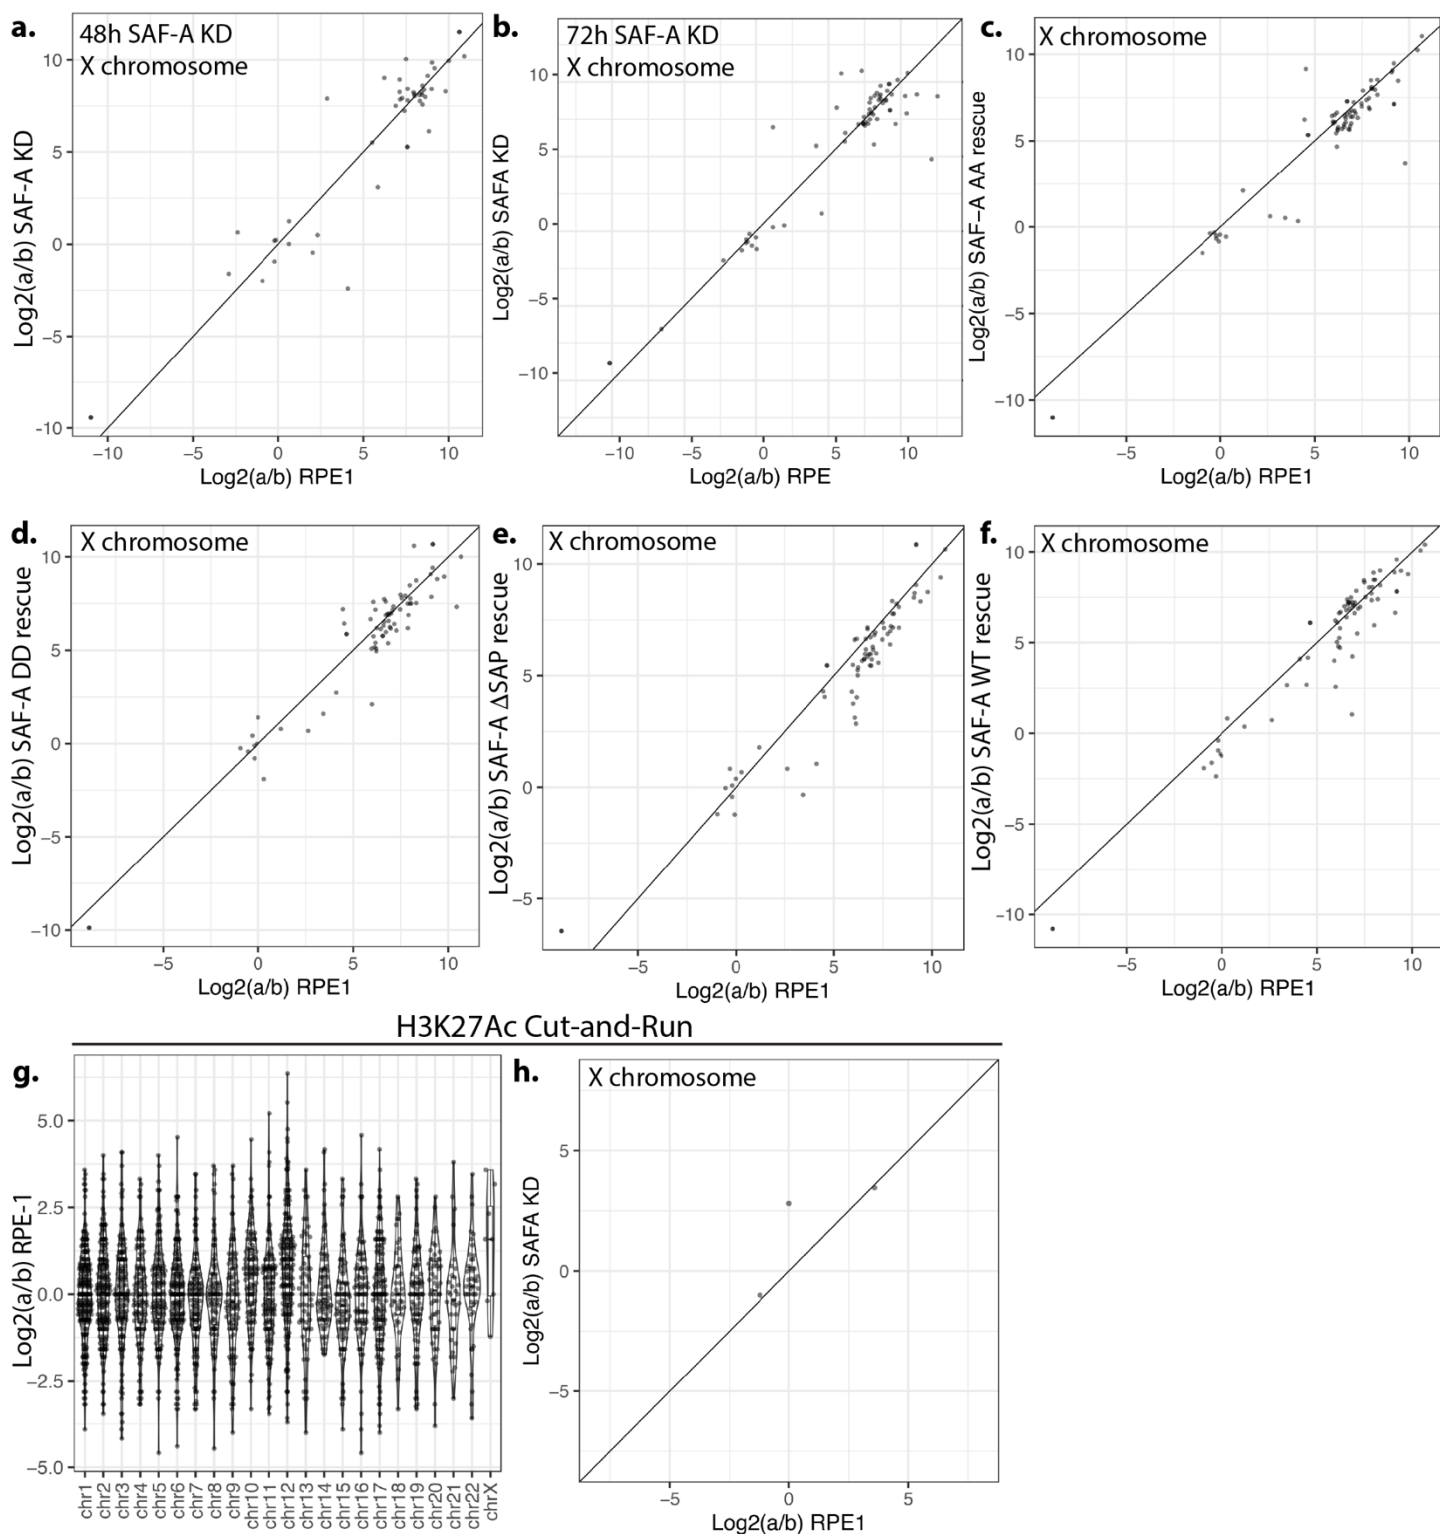 a.
48h SAF-A KD
X chromosome
Log2(a/b) SAF-A KD
10
5
0
−5
-10
−10
−5
0
5
10
Log2(a/b) RPE1
b.
72h SAF-A KD
X chromosome
Log2(a/b) SAFA KD
10
5
0
−5
−10
−10
−5
0
5
10
Log2(a/b) RPE
c.
X chromosome
Log2(a/b) SAF−A AA rescue
10
5
0
−5
−10
−5
0
5
10
Log2(a/b) RPE1
d.
X chromosome
Log2(a/b) SAF-A DD rescue
10
5
0
−5
−10
−5
0
5
10
Log2(a/b) RPE1
e.
X chromosome
Log2(a/b) SAF-A ΔSAP rescue
10
5
0
−5
−5
0
5
10
Log2(a/b) RPE1
f.
X chromosome
Log2(a/b) SAF-A WT rescue
10
5
0
−5
−10
−5
0
5
10
Log2(a/b) RPE1
H3K27Ac Cut-and-Run
g.
Log2(a/b) RPE-1
5.0
2.5
0.0
−2.5
−5.0
chr1
chr2
chr3
chr4
chr5
chr6
chr7
chr8
chr9
chr10
chr11
chr12
chr13
chr14
chr15
chr16
chr17
chr18
chr19
chr20
chr21
chr22
chrX
h.
X chromosome
Log2(a/b) SAFA KD
5
0
−5
−5
0
5
Log2(a/b) RPE1